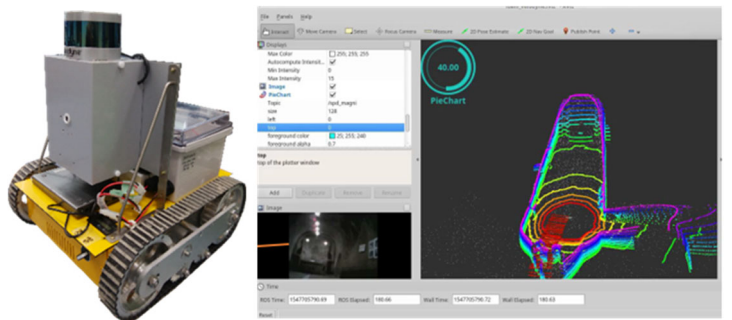 File Panels Help
Interact Move Camera Select Focus Camera Measure 2D Pose Estimate 2D Nav Goal Publish Point
Displays
Max Color 255; 255; 255
Autocompute Intensit...
Min Intensity 0
Max Intensity 15
Image
PieChart
Topic npd_magni
size 128
left 0
top 0
foreground color 25; 255; 240
foreground alpha 0.7
top
top of the plotter window
Add Duplicate Remove Rename
Image
40.00
PieChart
Time
ROS Time: 1547705790.69 ROS Elapsed: 180.66 Wall Time: 1547705790.72 Wall Elapsed: 180.63
Reset